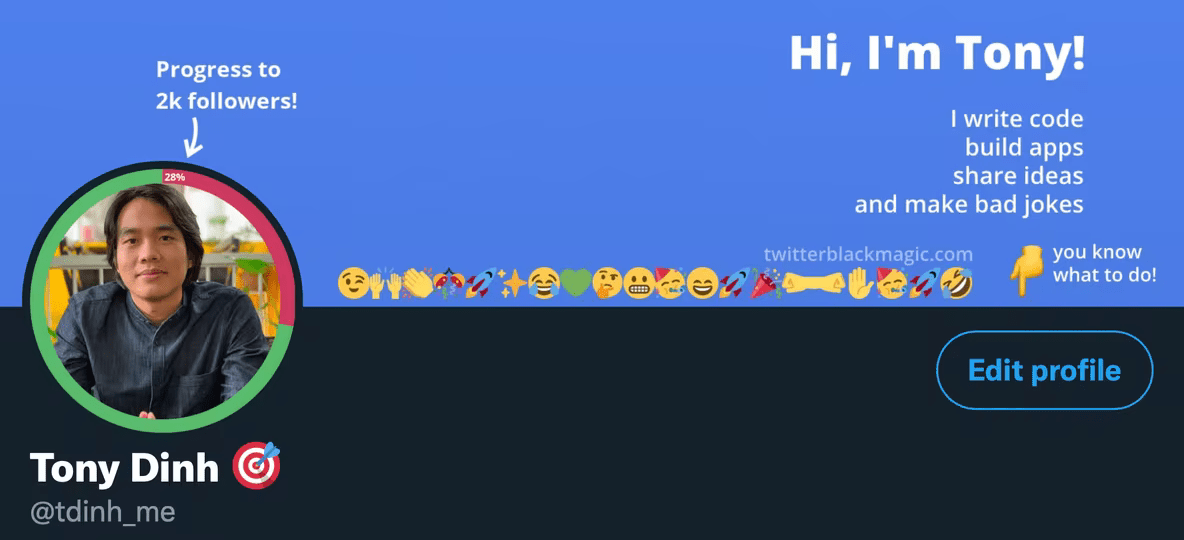 Hi, I'm Tony!
Progress to
2k followers!
I write code
build apps
share ideas
and make bad jokes
28%
twitterblackmagic.com
you know
what to do!
Edit profile
Tony Dinh
@tdinh_me